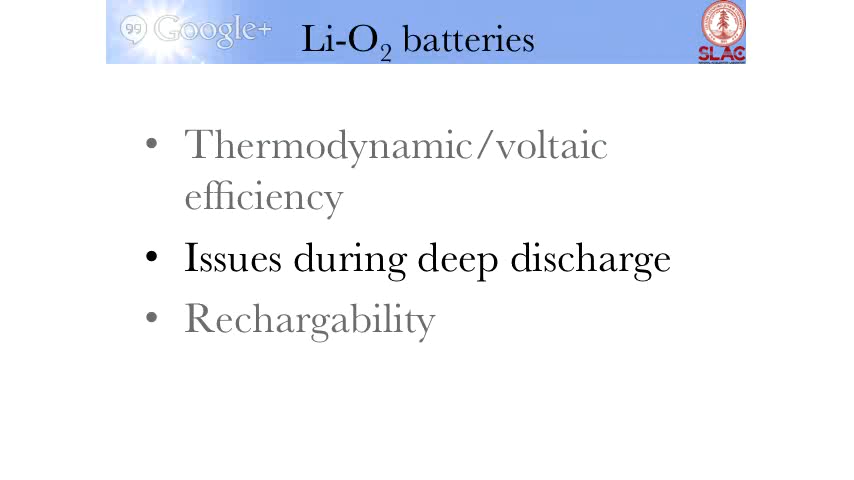 Google+
Li-O₂ batteries
SLAC
• Thermodynamic/voltaic
efficiency
• Issues during deep discharge
• Rechargability